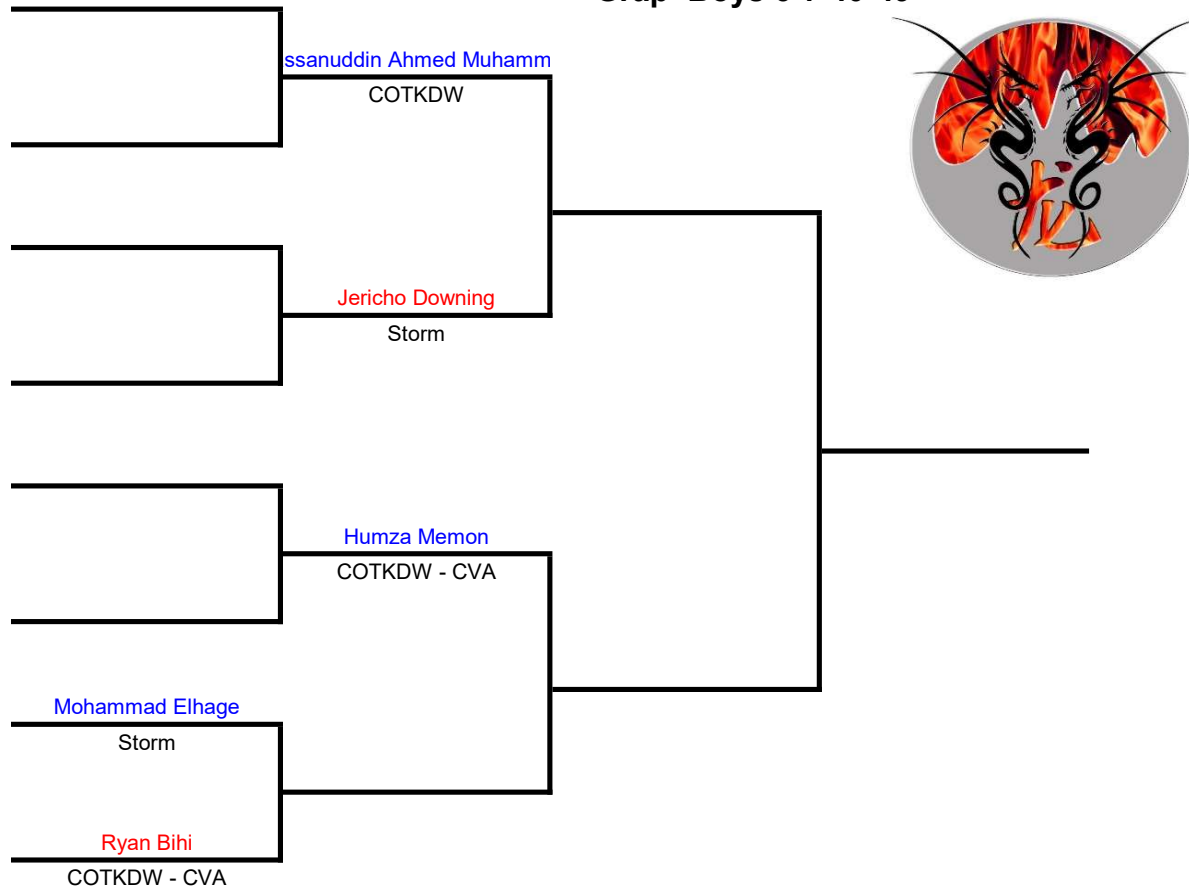 ssanuddin Ahmed Muhamm
COTKDW
Jericho Downing
Storm
Humza Memon
COTKDW - CVA
Mohammad Elhage
Storm
Ryan Bihi
COTKDW - CVA